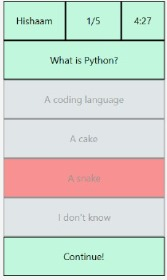 Hishaam 1/5 4:27
What is Python?
A coding language
A cake
A snake
I don't know
Continue!